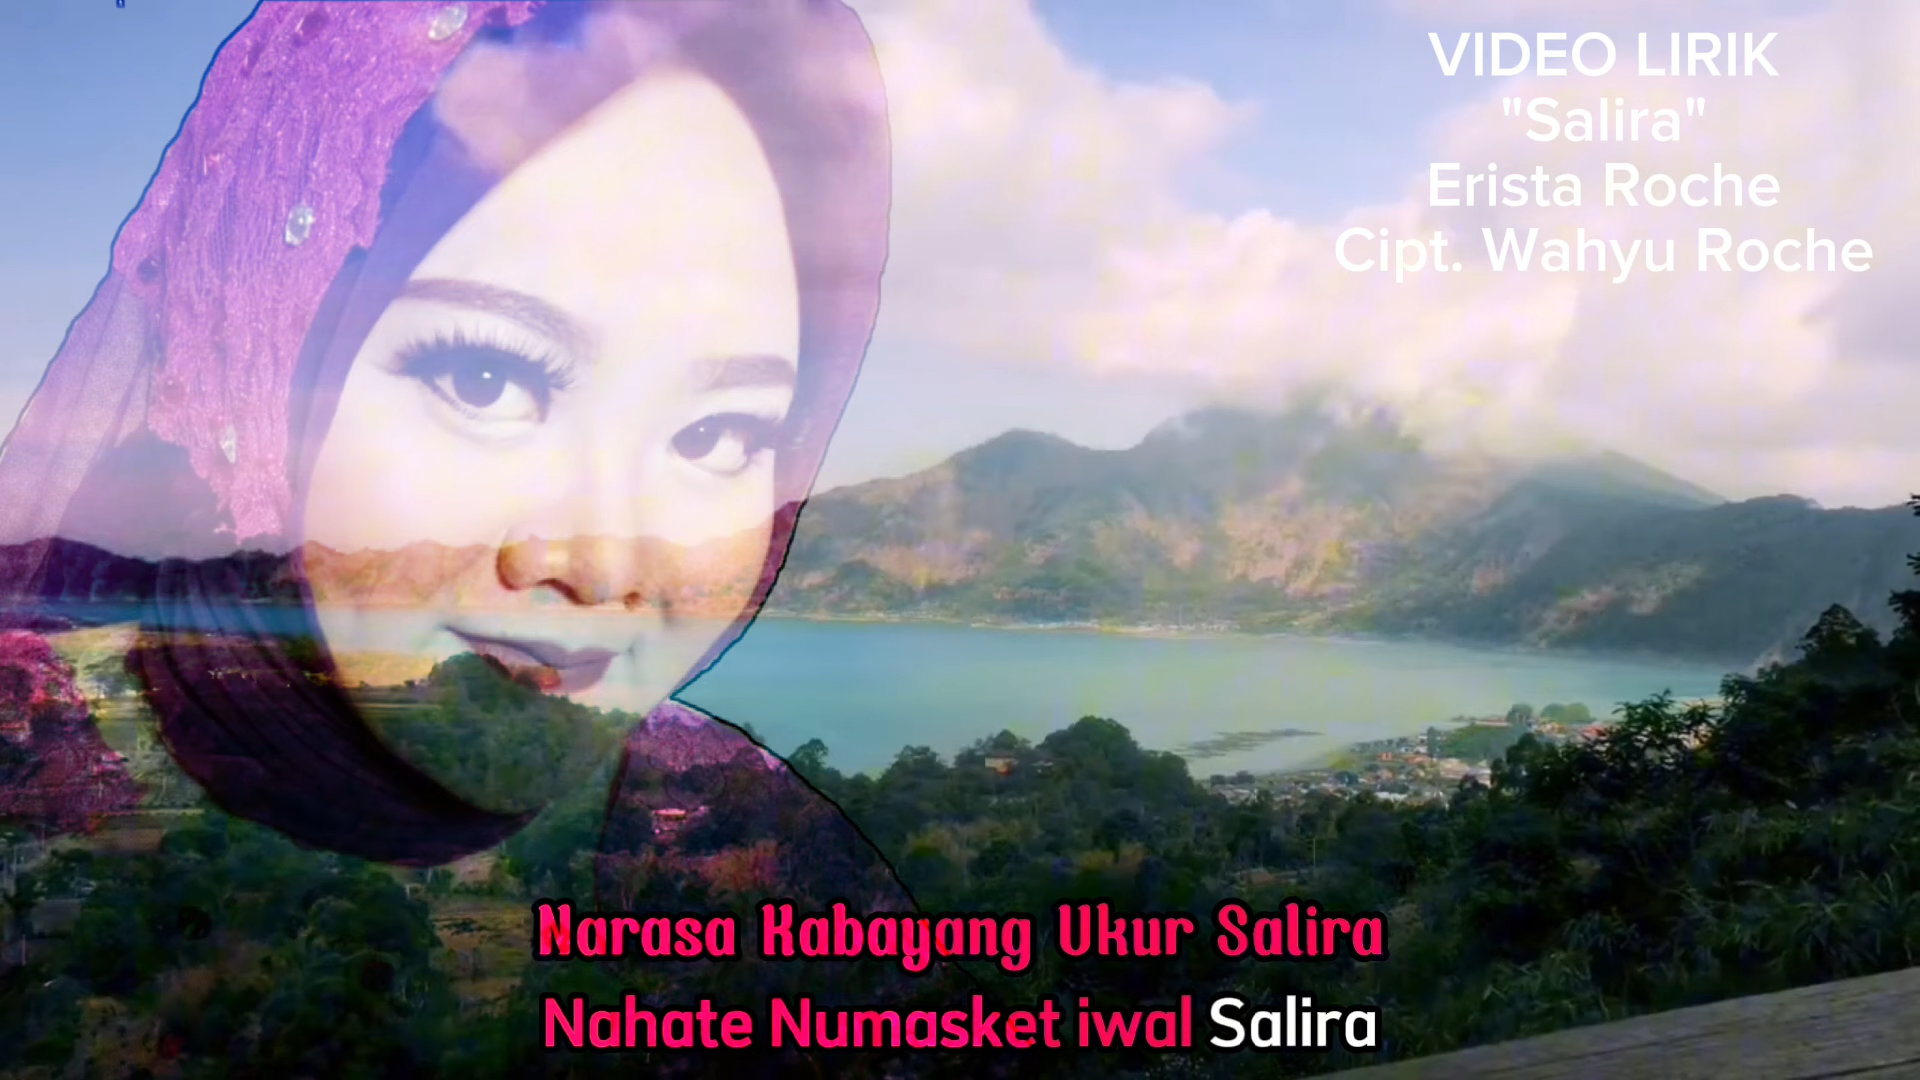 VIDEO LIRIK
"Salira"
Erista Roche
Cipt. Wahyu Roche
Narasa Kabayang Ukur Salira
Nahate Numasket iwal Salira